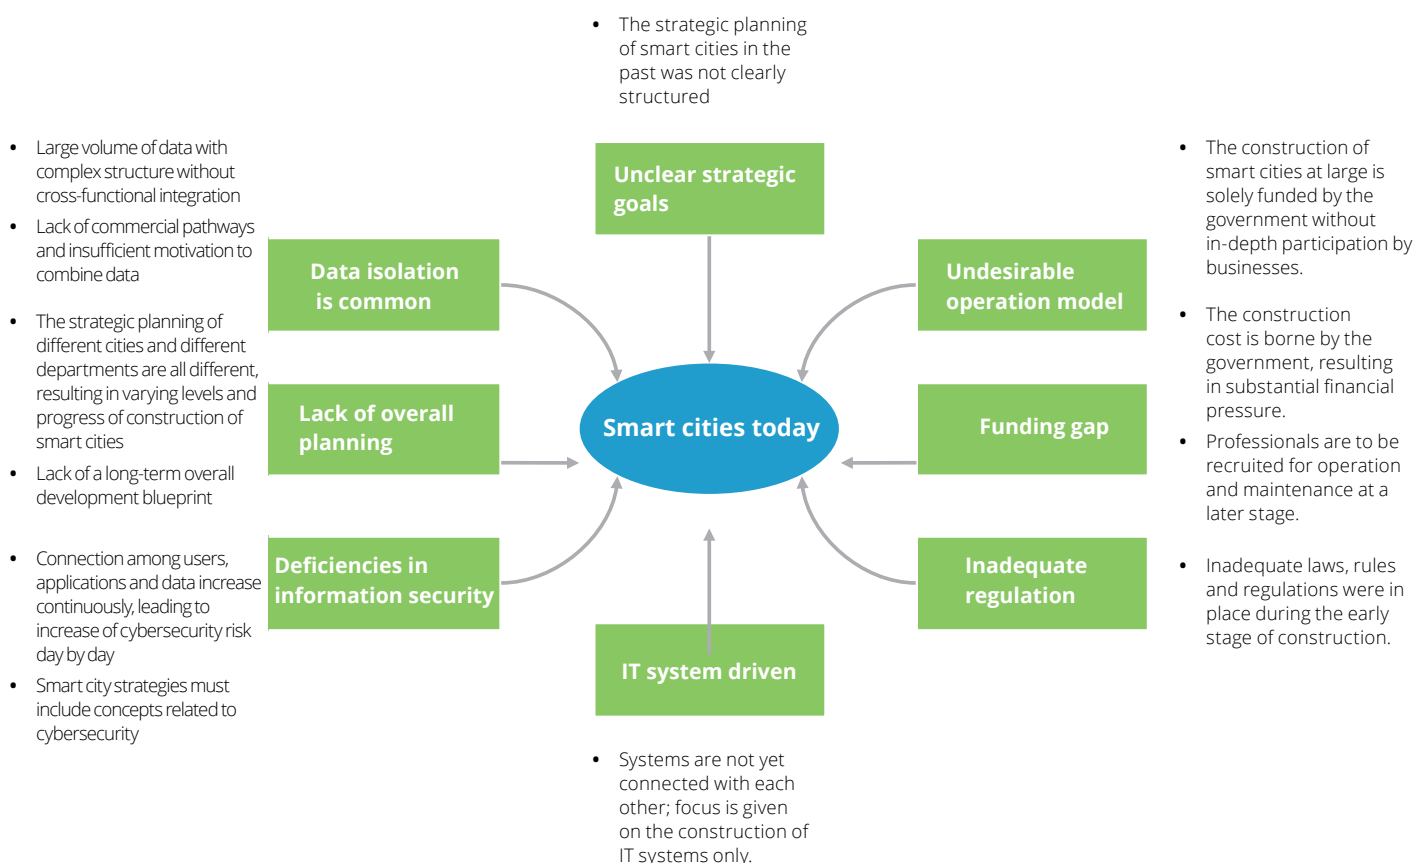 • The strategic planning
of smart cities in the
past was not clearly
structured
Unclear strategic
goals
• Large volume of data with
complex structure without
cross-functional integration
• Lack of commercial pathways
and insufficient motivation to
combine data
Data isolation
is common
• The strategic planning of
different cities and different
departments are all different,
resulting in varying levels and
progress of construction of
smart cities
• Lack of a long-term overall
development blueprint
Lack of overall
planning
• Connection among users,
applications and data increase
continuously, leading to
increase of cybersecurity risk
day by day
• Smart city strategies must
include concepts related to
cybersecurity
Deficiencies in
information security
Smart cities today
Undesirable
operation model
• The construction of
smart cities at large is
solely funded by the
government without
in-depth participation by
businesses.
Funding gap
• The construction
cost is borne by the
government, resulting
in substantial financial
pressure.
• Professionals are to be
recruited for operation
and maintenance at a
later stage.
Inadequate
regulation
• Inadequate laws, rules
and regulations were in
place during the early
stage of construction.
IT system driven
• Systems are not yet
connected with each
other; focus is given
on the construction of
IT systems only.